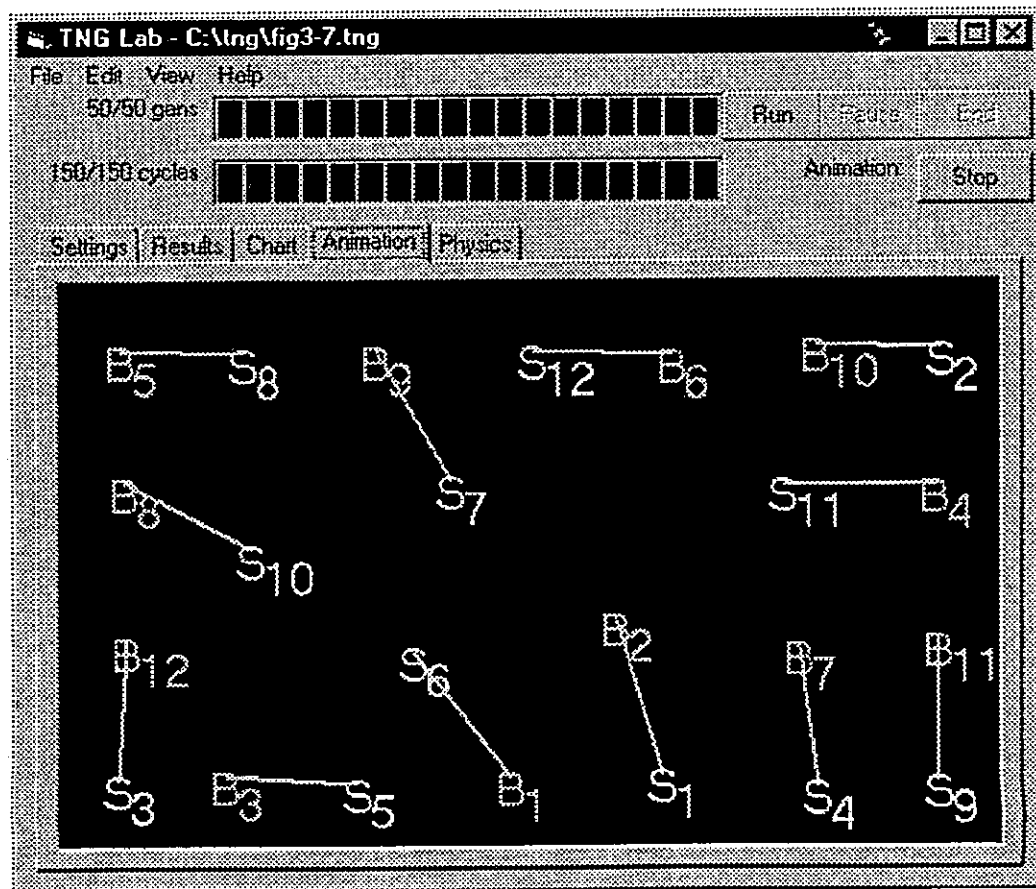 TNG Lab - C:\tng\fig3-7.tng
File Edit View Help
50/50 gens Run Pause End
150/150 cycles Animation: Stop
Settings Results Chart Animation Physics
B5 S8 B9 S12 B6 B10 S2
B8 S7 S11 B4
S10
B12 S6 B2 B7 B11
S3 B3 S5 B1 S1 S4 S9